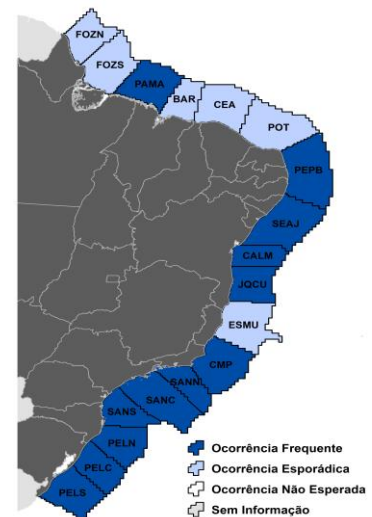 FOZN
FOZS
PAMA
BAR
CEA
POT
PEPB
SEAJ
CALM
JQCU
ESMU
CMP
SANN
SANC
SANS
PELN
PELC
PELS
Ocorrência Frequente
Ocorrência Esporádica
Ocorrência Não Esperada
Sem Informação